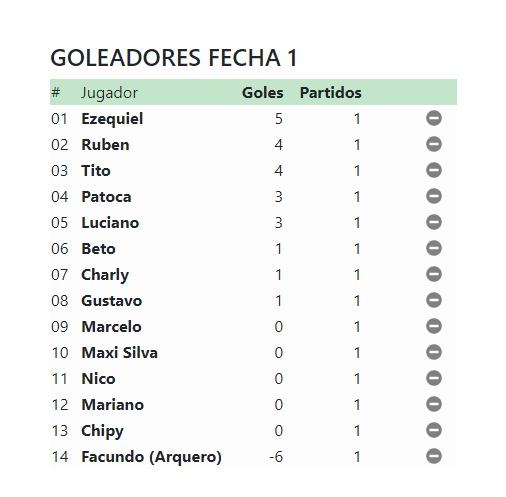 GOLEADORES FECHA 1
# Jugador Goles Partidos
01 Ezequiel 5 1
02 Ruben 4 1
03 Tito 4 1
04 Patoca 3 1
05 Luciano 3 1
06 Beto 1 1
07 Charly 1 1
08 Gustavo 1 1
09 Marcelo 0 1
10 Maxi Silva 0 1
11 Nico 0 1
12 Mariano 0 1
13 Chipy 0 1
14 Facundo (Arquero) -6 1